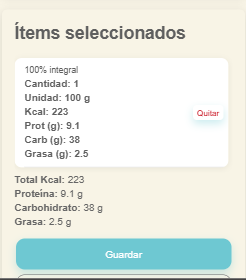 Ítems seleccionados
100% integral
Cantidad: 1
Unidad: 100 g
Kcal: 223
Quitar
Prot (g): 9.1
Carb (g): 38
Grasa (g): 2.5
Total Kcal: 223
Proteína: 9.1 g
Carbohidrato: 38 g
Grasa: 2.5 g
Guardar